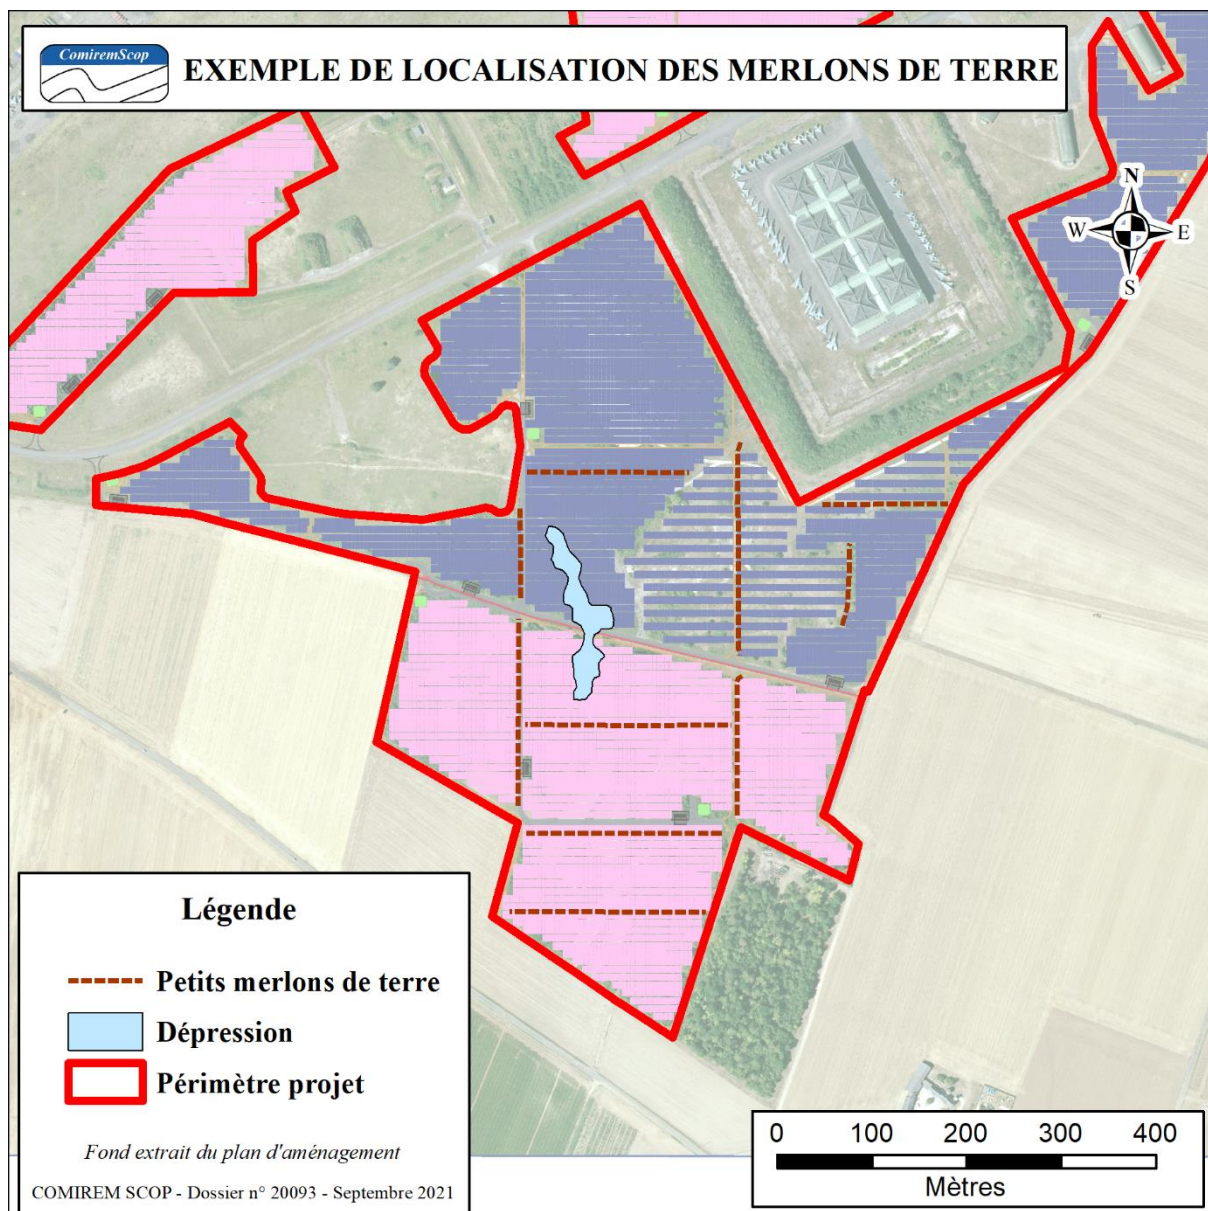 ComiremScop
EXEMPLE DE LOCALISATION DES MERLONS DE TERRE
N
W
E
S
Légende
Petits merlons de terre
Dépression
Périmètre projet
Fond extrait du plan d'aménagement
COMIREM SCOP - Dossier n° 20093 - Septembre 2021
0 100 200 300 400
Mètres